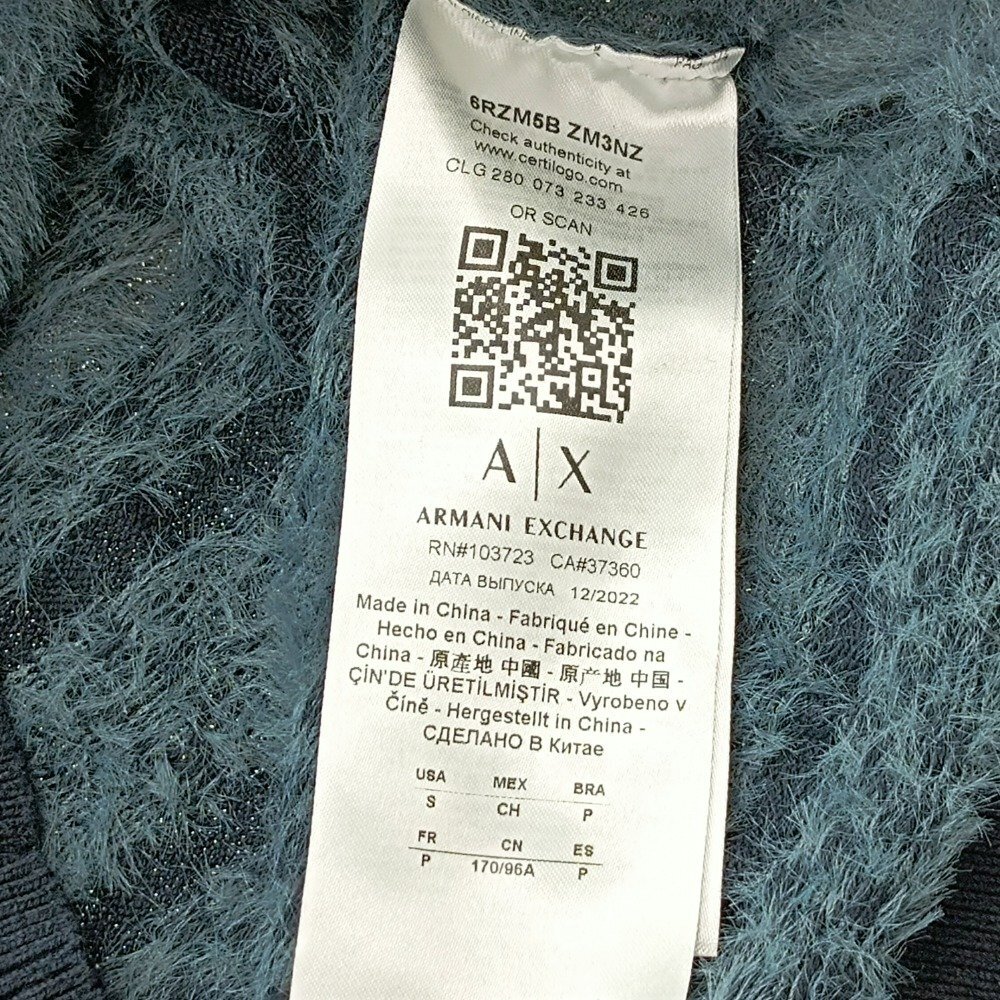 6RZM5B ZM3NZ
Check authenticity at
www.certilogo.com
CLG 280 073 233 426
OR SCAN
A|X
ARMANI EXCHANGE
RN#103723 CA#37360
ДАТА ВЫПУСКА 12/2022
Made in China - Fabriqué en Chine -
Hecho en China - Fabricado na
China - 原產地 中國 - 原产地 中国 -
ÇİN'DE ÜRETİLMİŞTİR - Vyrobeno v
Číně - Hergestellt in China -
СДЕЛАНО В Китае
USA MEX BRA
S CH P
FR CN ES
P 170/96A P